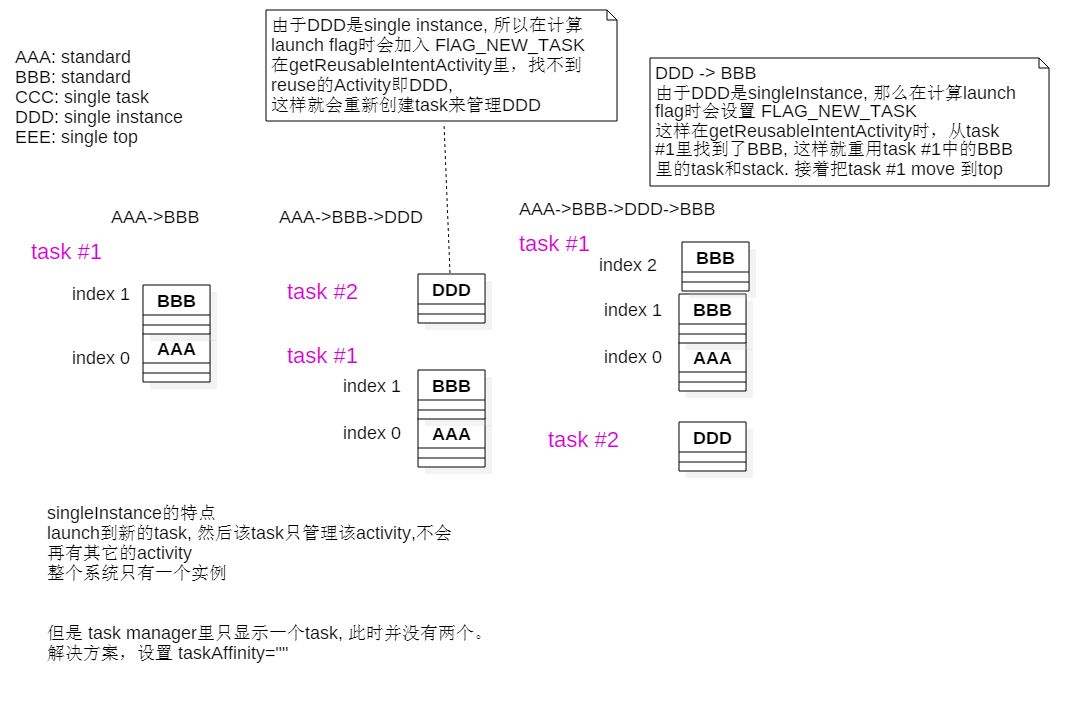 AAA: standard
BBB: standard
CCC: single task
DDD: single instance
EEE: single top
由于DDD是single instance, 所以在计算
launch flag时会加入 FlAG_NEW_TASK
在getReusableIntentActivity里，找不到
reuse的Activity即DDD,
这样就会重新创建task来管理DDD
DDD -> BBB
由于DDD是singleInstance, 那么在计算launch
flag时会设置 FLAG_NEW_TASK
这样在getReusableIntentActivity时，从task
#1里找到了BBB, 这样就重用task #1中的BBB
里的task和stack. 接着把task #1 move 到top
AAA->BBB
task #1
index 1
BBB
index 0
AAA
AAA->BBB->DDD
task #2
DDD
task #1
index 1
BBB
index 0
AAA
AAA->BBB->DDD->BBB
task #1
index 2
BBB
index 1
BBB
index 0
AAA
task #2
DDD
singleInstance的特点
launch到新的task, 然后该task只管理该activity,不会
再有其它的activity
整个系统只有一个实例
但是 task manager里只显示一个task, 此时并没有两个。
解决方案，设置 taskAffinity=""